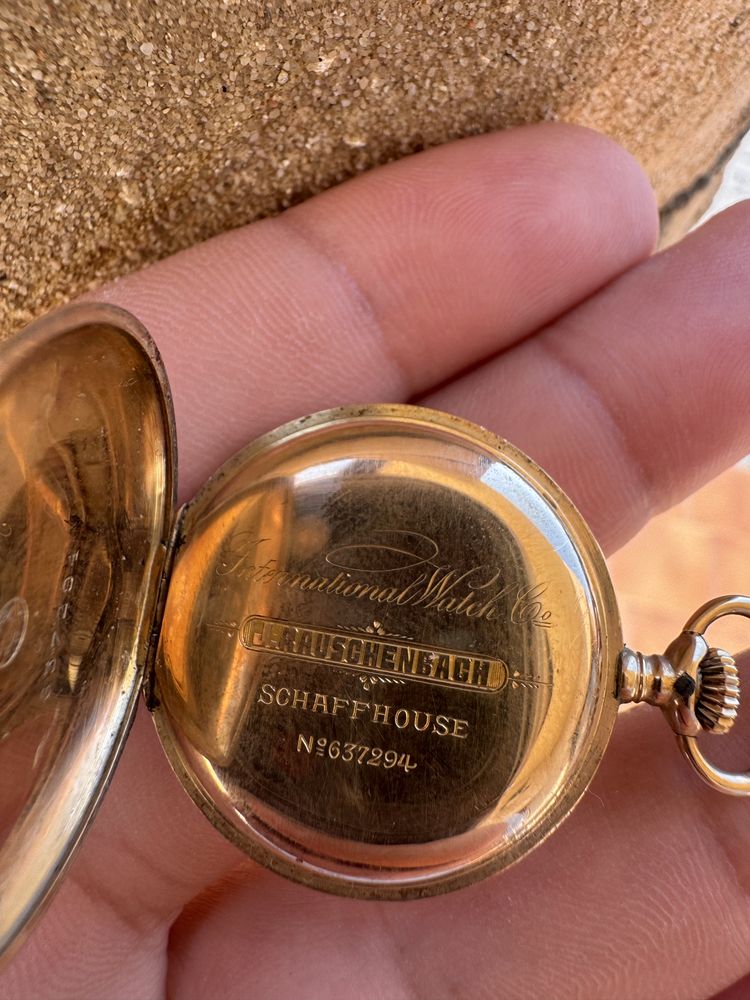 International Watch Co
J. RAUSCHENBACH
SCHAFFHOUSE
Nº 637294